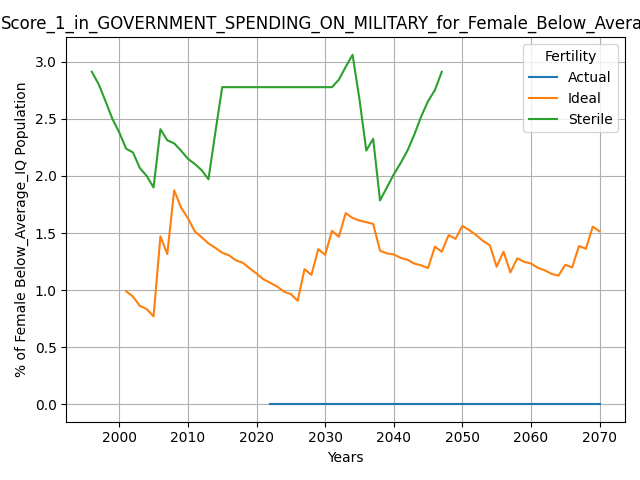 Score_1_in_GOVERNMENT_SPENDING_ON_MILITARY_for_Female_Below_Avera
Fertility
Actual
Ideal
Sterile
% of Female Below_Average_IQ Population
3.0
2.5
2.0
1.5
1.0
0.5
0.0
2000 2010 2020 2030 2040 2050 2060 2070
Years